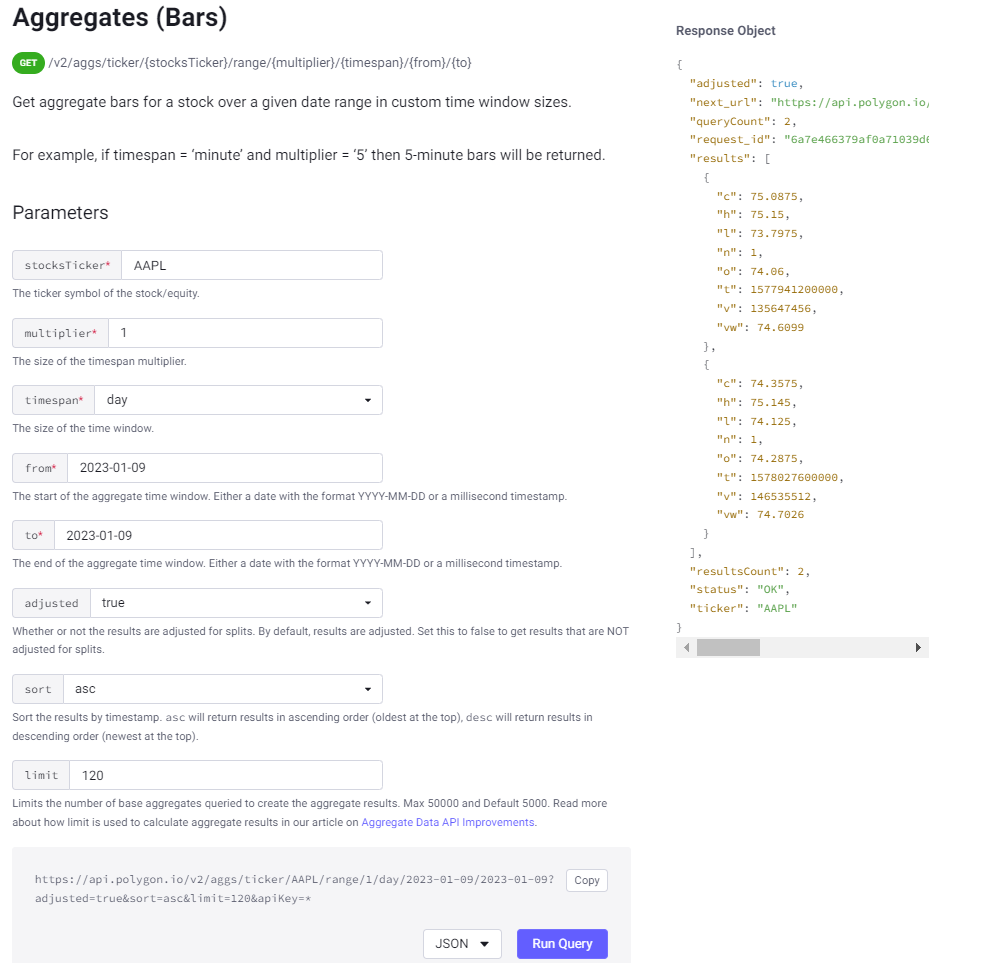 Aggregates (Bars)
GET /v2/aggs/ticker/{stocksTicker}/range/{multiplier}/{timespan}/{from}/{to}
Get aggregate bars for a stock over a given date range in custom time window sizes.
For example, if timespan = ‘minute’ and multiplier = ‘5’ then 5-minute bars will be returned.
Parameters
stocksTicker* AAPL
The ticker symbol of the stock/equity.
multiplier* 1
The size of the timespan multiplier.
timespan* day
The size of the time window.
from* 2023-01-09
The start of the aggregate time window. Either a date with the format YYYY-MM-DD or a millisecond timestamp.
to* 2023-01-09
The end of the aggregate time window. Either a date with the format YYYY-MM-DD or a millisecond timestamp.
adjusted true
Whether or not the results are adjusted for splits. By default, results are adjusted. Set this to false to get results that are NOT
adjusted for splits.
sort asc
Sort the results by timestamp. asc will return results in ascending order (oldest at the top), desc will return results in
descending order (newest at the top).
limit 120
Limits the number of base aggregates queried to create the aggregate results. Max 50000 and Default 5000. Read more
about how limit is used to calculate aggregate results in our article on Aggregate Data API Improvements.
https://api.polygon.io/v2/aggs/ticker/AAPL/range/1/day/2023-01-09/2023-01-09?
adjusted=true&sort=asc&limit=120&apiKey=*
Copy
JSON
Run Query
Response Object
{
"adjusted": true,
"next_url": "https://api.polygon.io/
"queryCount": 2,
"request_id": "6a7e466379af0a71039d6
"results": [
{
"c": 75.0875,
"h": 75.15,
"l": 73.7975,
"n": 1,
"o": 74.06,
"t": 1577941200000,
"v": 135647456,
"vw": 74.6099
},
{
"c": 74.3575,
"h": 75.145,
"l": 74.125,
"n": 1,
"o": 74.2875,
"t": 1578027600000,
"v": 146535512,
"vw": 74.7026
}
],
"resultsCount": 2,
"status": "OK",
"ticker": "AAPL"
}